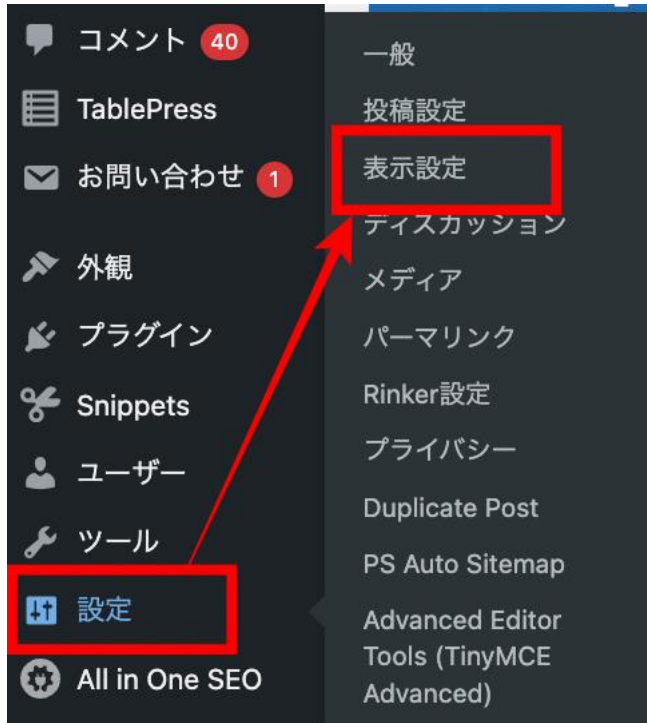 コメント 40
TablePress
お問い合わせ 1
外観
プラグイン
Snippets
ユーザー
ツール
設定
All in One SEO
一般
投稿設定
表示設定
ディスカッション
メディア
パーマリンク
Rinker設定
プライバシー
Duplicate Post
PS Auto Sitemap
Advanced Editor
Tools (TinyMCE
Advanced)